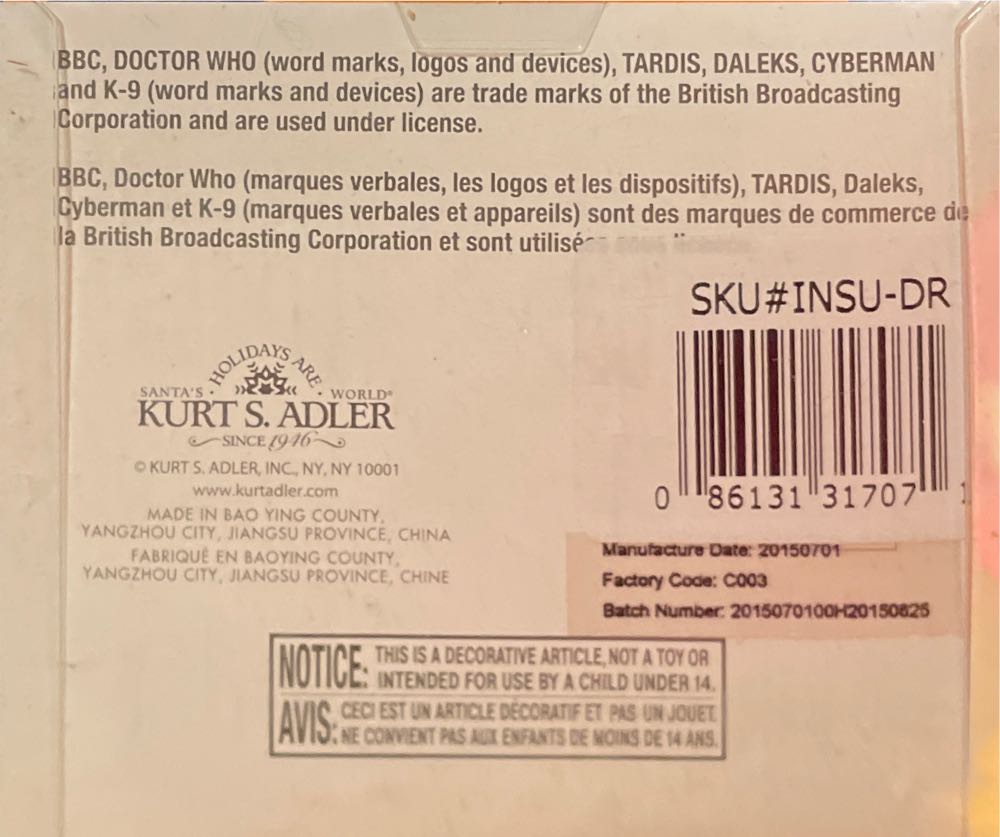 BBC, DOCTOR WHO (word marks, logos and devices), TARDIS, DALEKS, CYBERMAN
and K-9 (word marks and devices) are trade marks of the British Broadcasting
Corporation and are used under license.
BBC, Doctor Who (marques verbales, les logos et les dispositifs), TARDIS, Daleks,
Cyberman et K-9 (marques verbales et appareils) sont des marques de commerce de
la British Broadcasting Corporation et sont
SKU#INSU-DR
0 86131 31707 1
HOLIDAYS ARE
SANTA'S WORLD®
KURT S. ADLER
SINCE 1946
© KURT S. ADLER, INC., NY, NY 10001
www.kurtadler.com
MADE IN BAO YING COUNTY,
YANGZHOU CITY, JIANGSU PROVINCE, CHINA
FABRIQUÉ EN BAOYING COUNTY,
YANGZHOU CITY, JIANGSU PROVINCE, CHINE
Manufacture Date: 20150701
Factory Code: C003
Batch Number: 2015070100H20150625
NOTICE: THIS IS A DECORATIVE ARTICLE, NOT A TOY OR
INTENDED FOR USE BY A CHILD UNDER 14.
AVIS: CECI EST UN ARTICLE DÉCORATIF ET PAS UN JOUET.
NE CONVIENT PAS AUX ENFANTS DE MOINS DE 14 ANS.